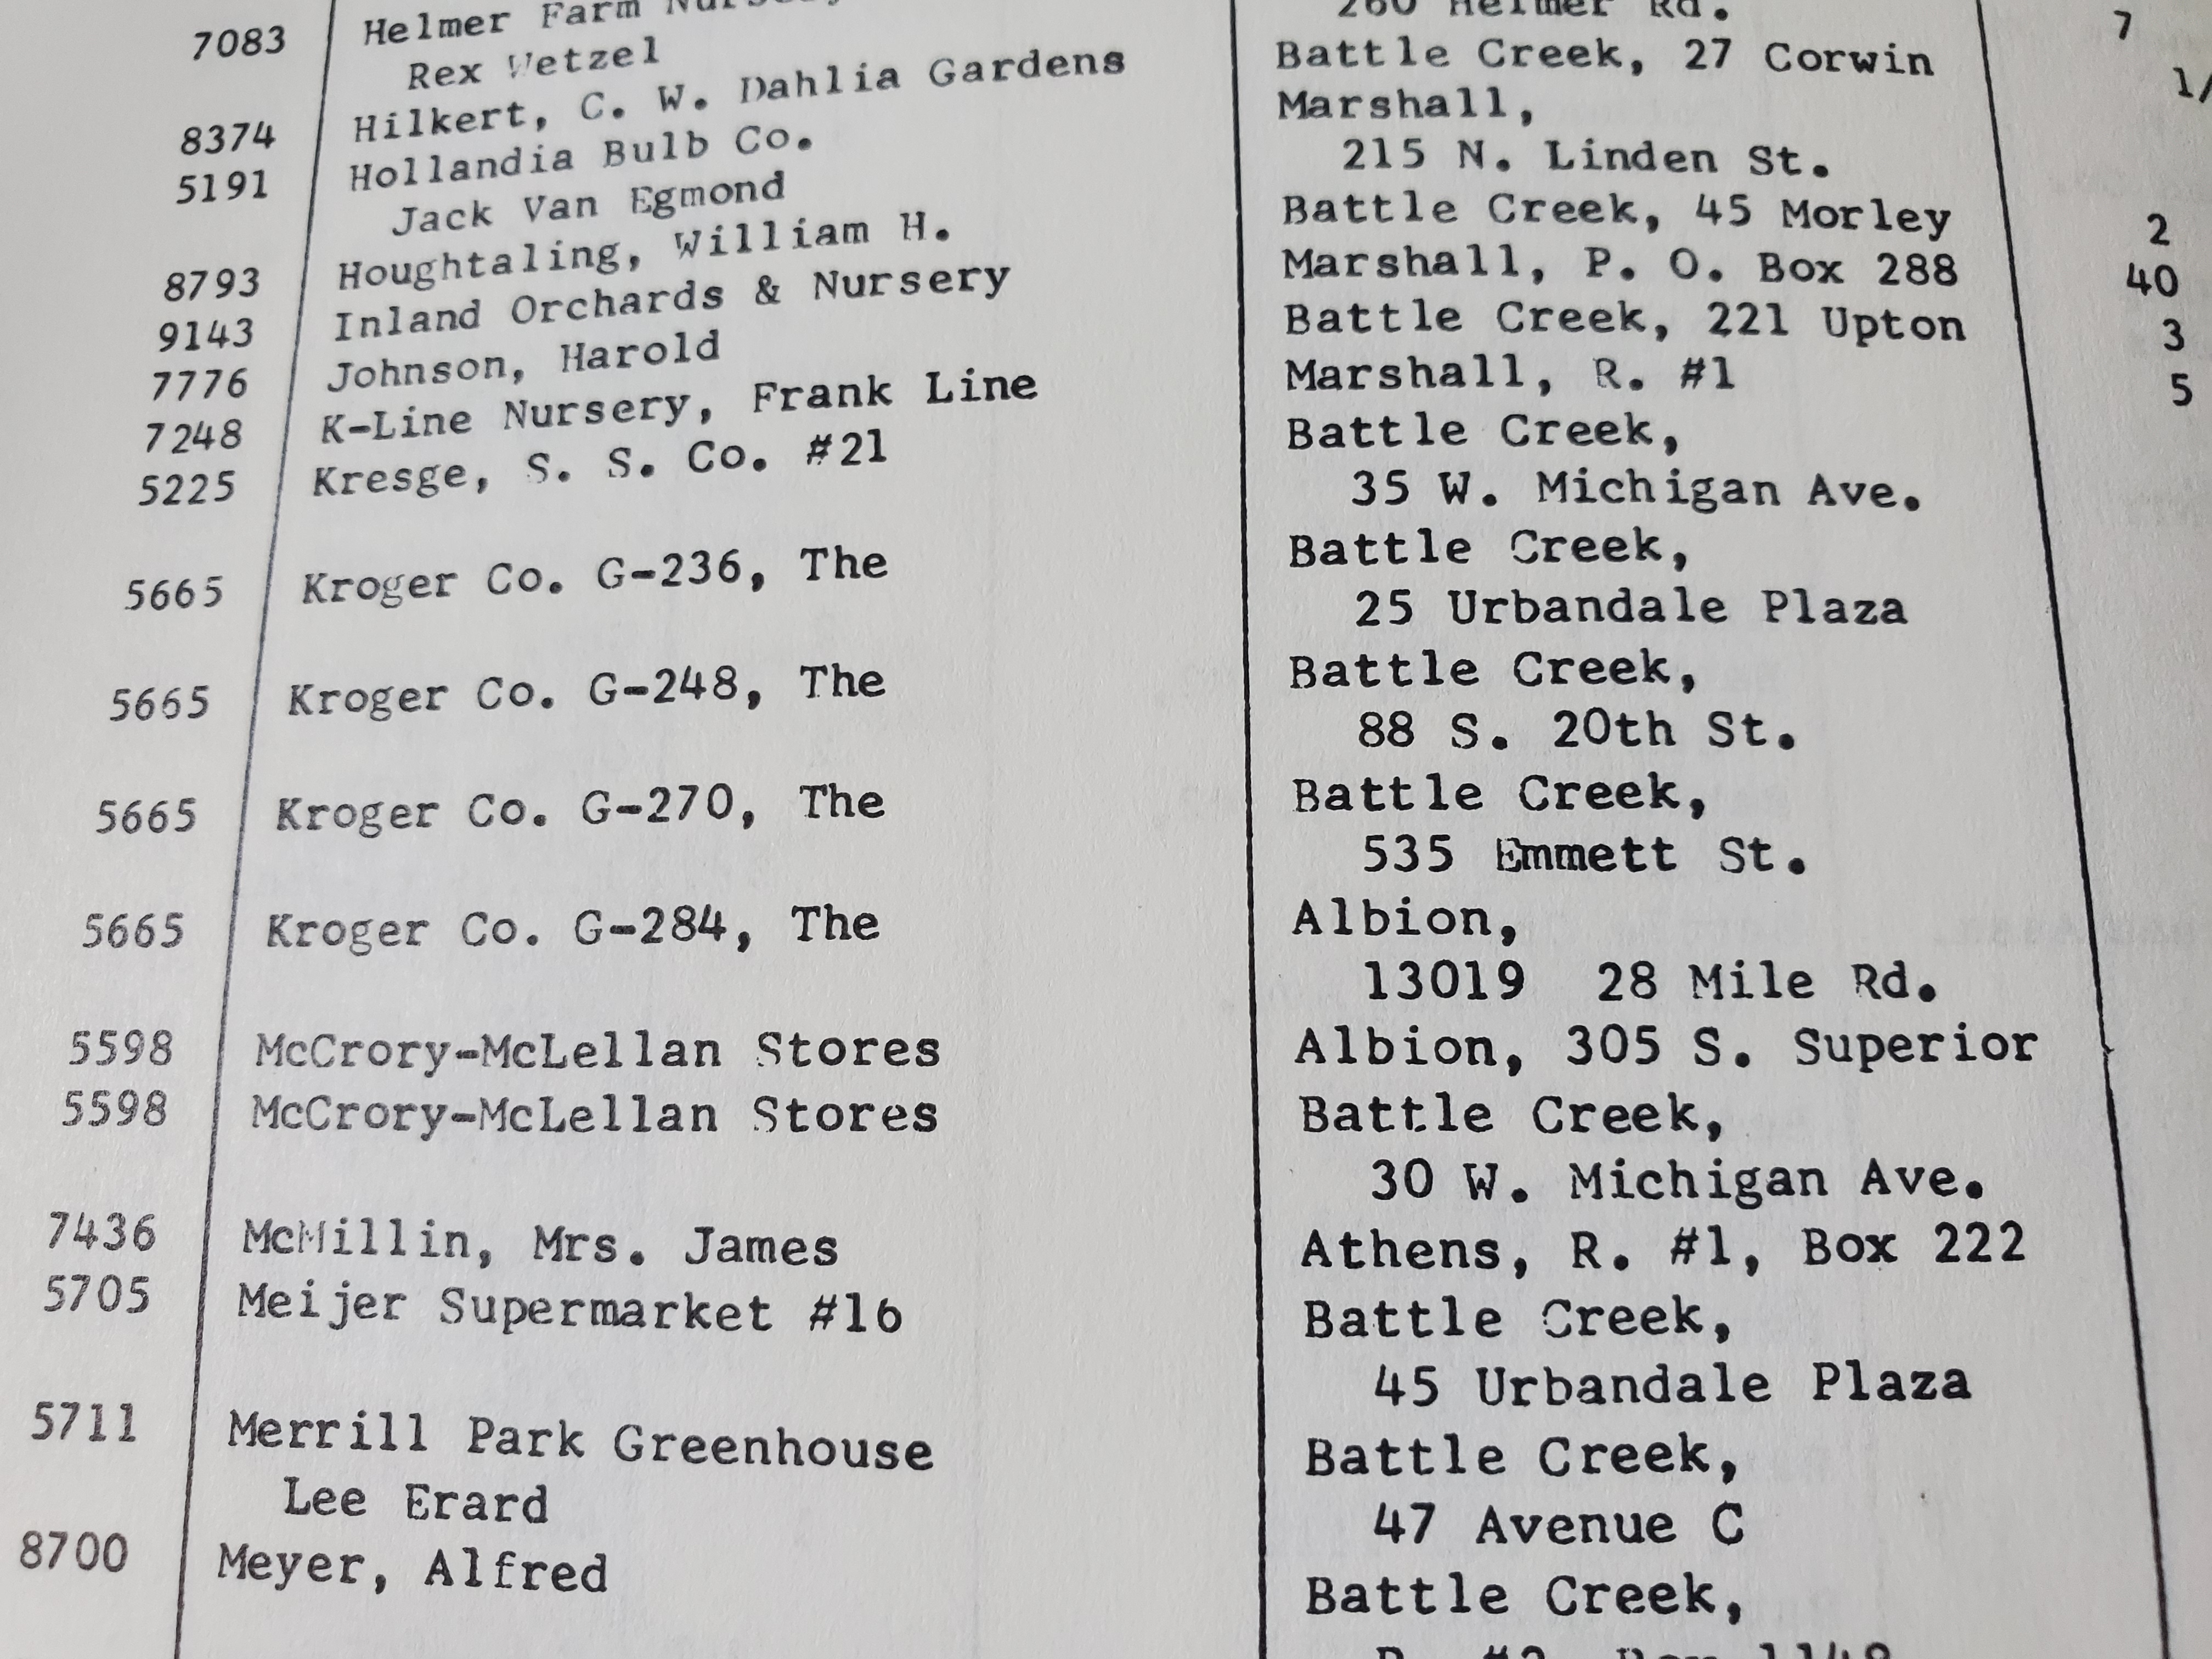 7083 Helmer Farm Nursery 260 Helmer Rd. 7
Rex Wetzel
8374 Hilkert, C. W. Dahlia Gardens Battle Creek, 27 Corwin 1/
5191 Hollandia Bulb Co. Marshall,
Jack Van Egmond 215 N. Linden St.
8793 Houghtaling, William H. Battle Creek, 45 Morley 2
9143 Inland Orchards & Nursery Marshall, P. O. Box 288 40
7776 Johnson, Harold Battle Creek, 221 Upton 3
7248 K-Line Nursery, Frank Line Marshall, R. #1 5
5225 Kresge, S. S. Co. #21 Battle Creek,
35 W. Michigan Ave.
5665 Kroger Co. G-236, The Battle Creek,
25 Urbandale Plaza
5665 Kroger Co. G-248, The Battle Creek,
88 S. 20th St.
5665 Kroger Co. G-270, The Battle Creek,
535 Emmett St.
5665 Kroger Co. G-284, The Albion,
13019 28 Mile Rd.
5598 McCrory-McLellan Stores Albion, 305 S. Superior
5598 McCrory-McLellan Stores Battle Creek,
30 W. Michigan Ave.
7436 McMillin, Mrs. James Athens, R. #1, Box 222
5705 Meijer Supermarket #16 Battle Creek,
45 Urbandale Plaza
5711 Merrill Park Greenhouse Battle Creek,
Lee Erard 47 Avenue C
8700 Meyer, Alfred Battle Creek,
R. #2, Box 1148